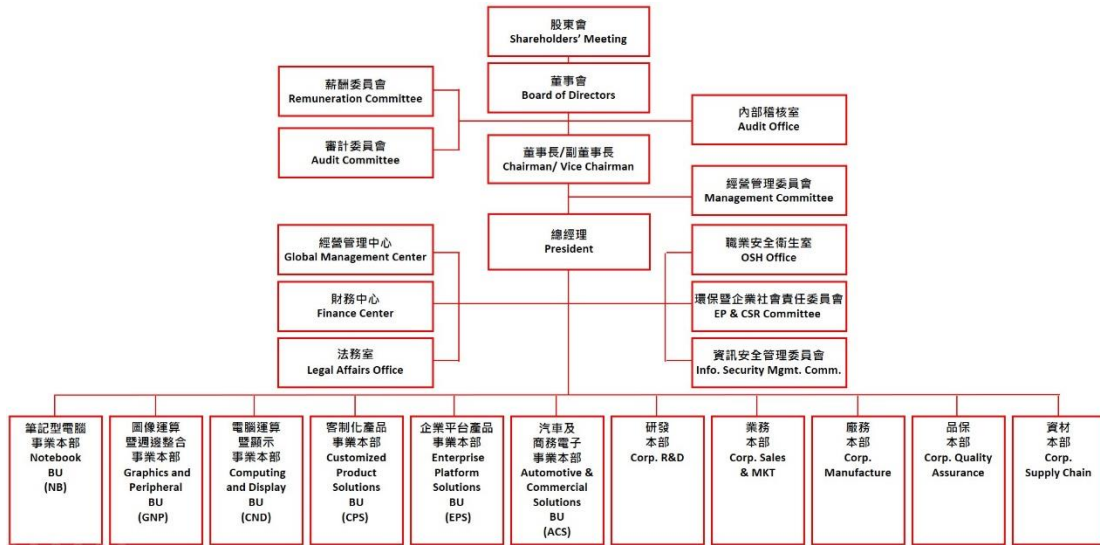 股東會
Shareholders’ Meeting
薪酬委員會
Remuneration Committee
董事會
Board of Directors
內部稽核室
Audit Office
審計委員會
Audit Committee
董事長/副董事長
Chairman/ Vice Chairman
經營管理委員會
Management Committee
總經理
President
經營管理中心
Global Management Center
職業安全衛生室
OSH Office
財務中心
Finance Center
環保暨企業社會責任委員會
EP & CSR Committee
法務室
Legal Affairs Office
資訊安全管理委員會
Info. Security Mgmt. Comm.
筆記型電腦
事業本部
Notebook
BU
(NB)
圖像運算
暨週邊整合
事業本部
Graphics and
Peripheral
BU
(GNP)
電腦運算
暨顯示
事業本部
Computing
and Display
BU
(CND)
客制化產品
事業本部
Customized
Product
Solutions
BU
(CPS)
企業平台產品
事業本部
Enterprise
Platform
Solutions
BU
(EPS)
汽車及
商務電子
事業本部
Automotive &
Commercial
Solutions
BU
(ACS)
研發
本部
Corp. R&D
業務
本部
Corp. Sales
& MKT
廠務
本部
Corp.
Manufacture
品保
本部
Corp. Quality
Assurance
資材
本部
Corp.
Supply Chain